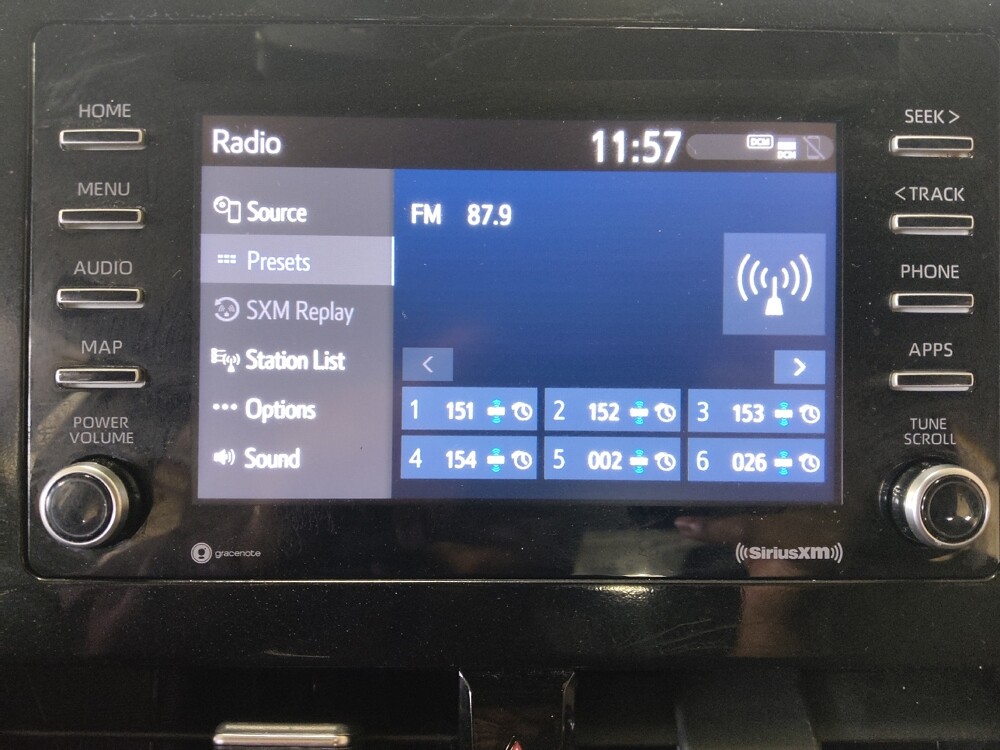 HOME
MENU
AUDIO
MAP
POWER
VOLUME
Radio
11:57
DCM
DCM
Source
Presets
SXM Replay
Station List
Options
Sound
FM 87.9
<
>
1 151
2 152
3 153
4 154
5 002
6 026
SEEK >
< TRACK
PHONE
APPS
TUNE
SCROLL
gracenote
((SiriusXM))